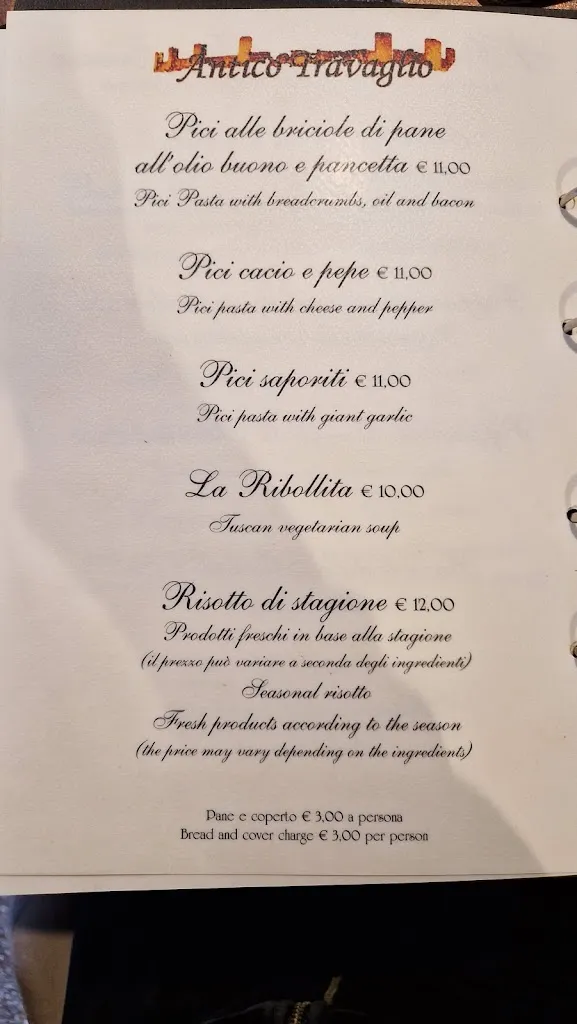 Antico Travaglio
Pici alle briciole di pane
all'olio buono e pancetta € 11,00
Pici Pasta with breadcrumbs, oil and bacon
Pici cacio e pepe € 11,00
Pici pasta with cheese and pepper
Pici saporiti € 11,00
Pici pasta with giant garlic
La Ribollita € 10,00
Tuscan vegetarian soup
Risotto di stagione € 12,00
Prodotti freschi in base alla stagione
(il prezzo può variare a seconda degli ingredienti)
Seasonal risotto
Fresh products according to the season
(the price may vary depending on the ingredients)
Pane e coperto € 3,00 a persona
Bread and cover charge € 3,00 per person